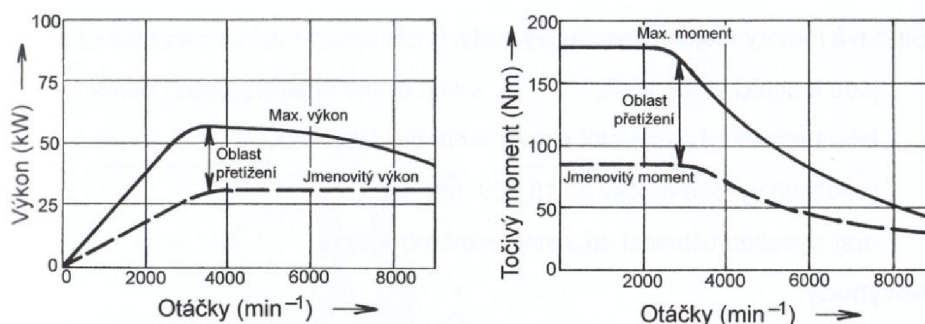 Výkon (kW)
100
75
50
25
0
Max. výkon
Oblast
přetížení
Jmenovitý výkon
0
2000
4000
6000
8000
Otáčky (min⁻¹)
Točivý moment (Nm)
200
150
100
50
0
Max. moment
Oblast
přetížení
Jmenovitý moment
0
2000
4000
6000
8000
Otáčky (min⁻¹)